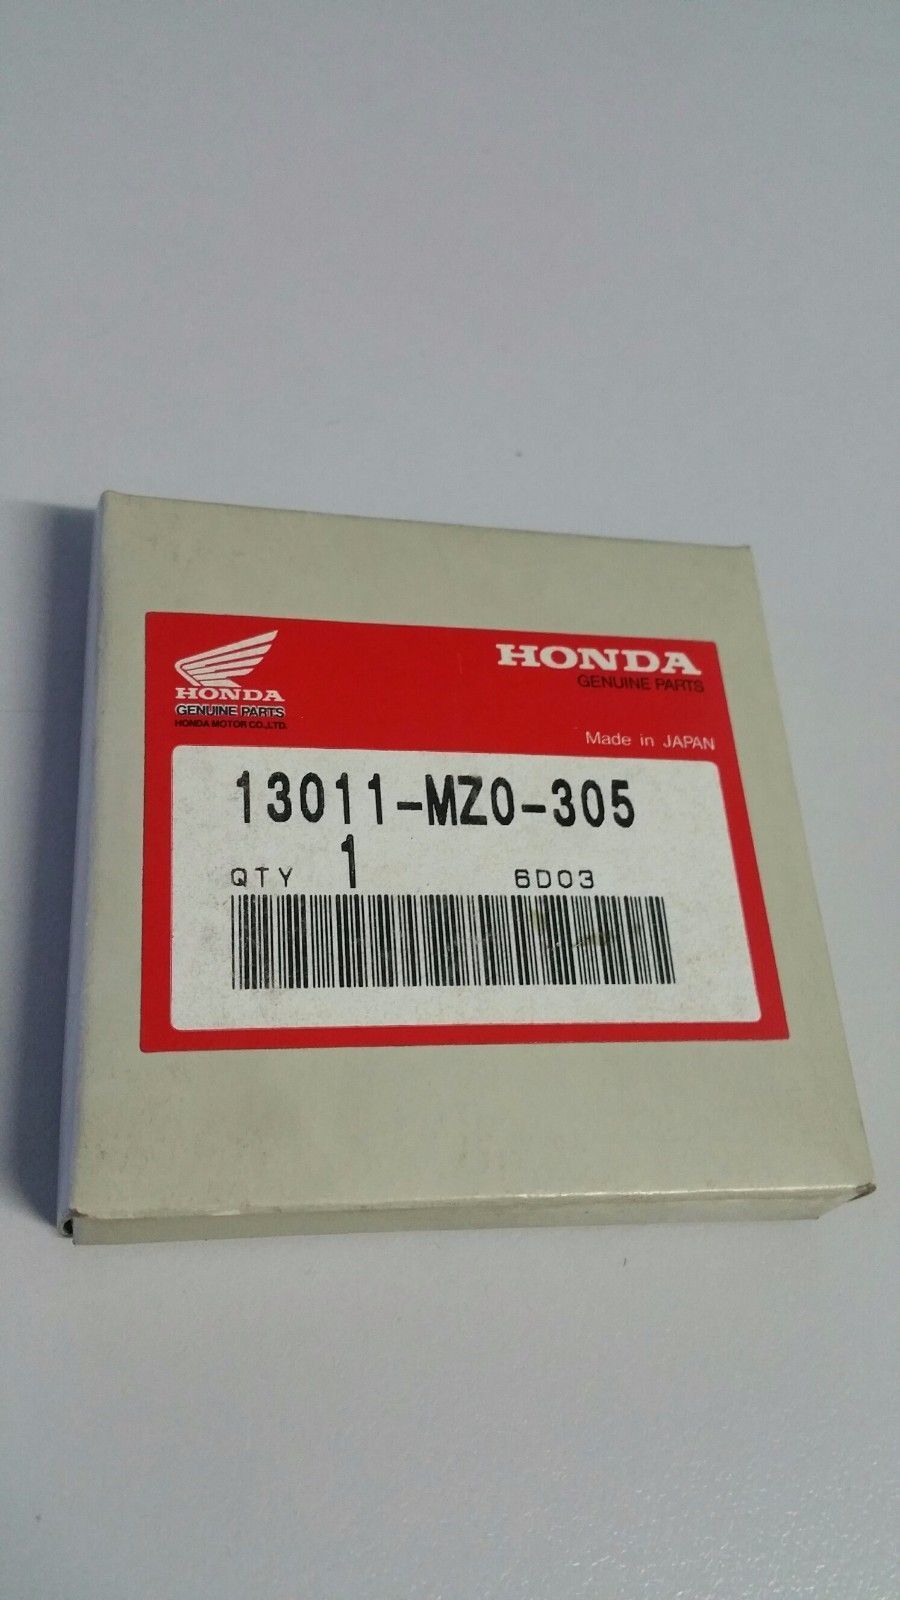 HONDA
GENUINE PARTS
HONDA MOTOR CO.,LTD.
HONDA
GENUINE PARTS
Made in JAPAN
13011-MZ0-305
QTY 1 6D03